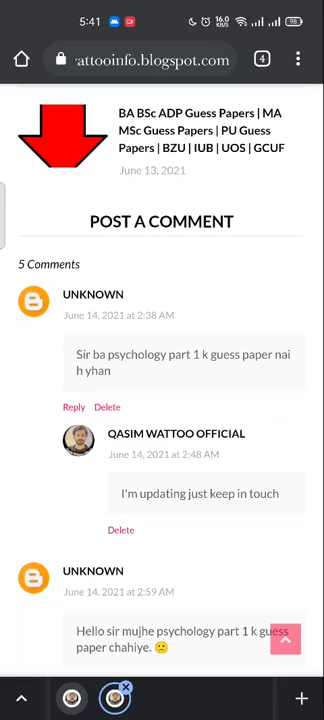 5:41
16.0
KB/S
98
attooinfo.blogspot.com
4
BA BSc ADP Guess Papers | MA
MSc Guess Papers | PU Guess
Papers | BZU | IUB | UOS | GCUF
June 13, 2021
POST A COMMENT
5 Comments
UNKNOWN
June 14, 2021 at 2:38 AM
Sir ba psychology part 1 k guess paper nai
h yhan
Reply Delete
QASIM WATTOO OFFICIAL
June 14, 2021 at 2:48 AM
I'm updating just keep in touch
Delete
UNKNOWN
June 14, 2021 at 2:59 AM
Hello sir mujhe psychology part 1 k guess
paper chahiye. 🙁